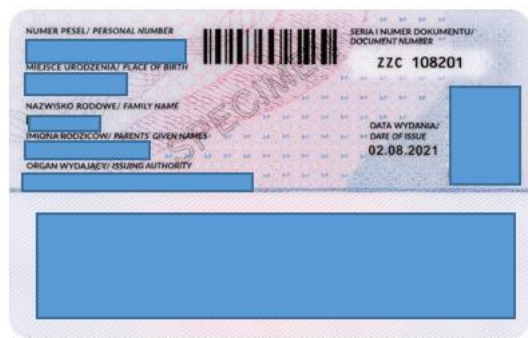 NUMER PESEL/ PERSONAL NUMBER
SERIA I NUMER DOKUMENTU/
DOCUMENT NUMBER
ZZC 108201
MIEJSCE URODZENIA/ PLACE OF BIRTH
SPECIMEN
NAZWISKO RODOWE/ FAMILY NAME
IMIONA RODZICÓW/ PARENTS' GIVEN NAMES
DATA WYDANIA/
DATE OF ISSUE
02.08.2021
ORGAN WYDAJĄCY/ ISSUING AUTHORITY